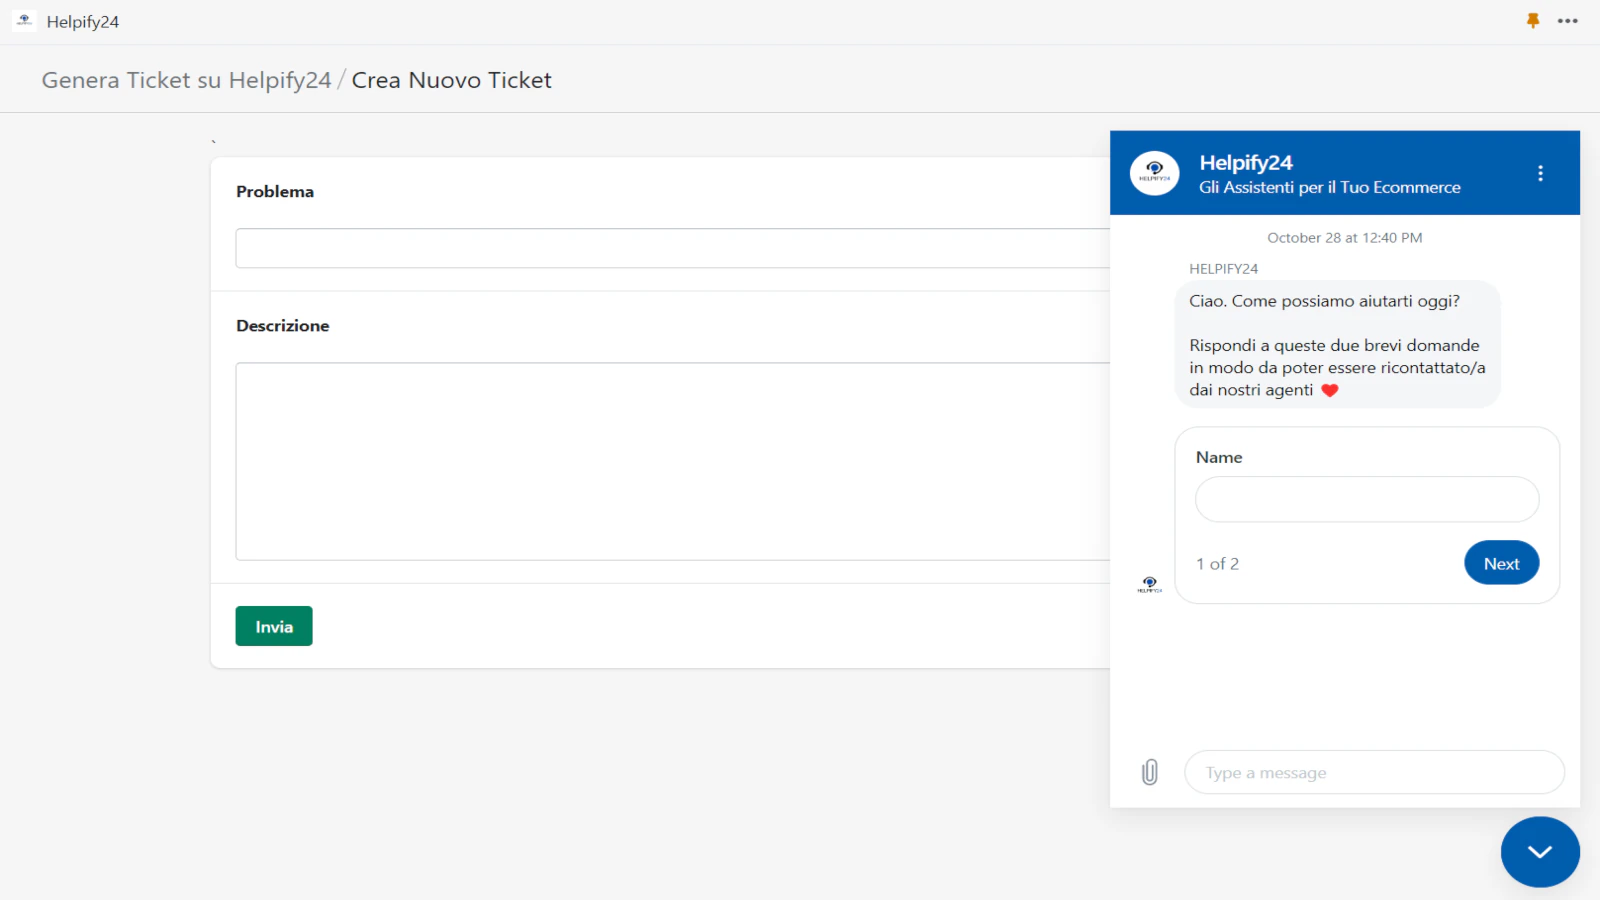 Helpify24
Genera Ticket su Helpify24 / Crea Nuovo Ticket
`
Problema
Descrizione
Invia
HELPIFY24
Helpify24
Gli Assistenti per il Tuo Ecommerce
October 28 at 12:40 PM
HELPIFY24
Ciao. Come possiamo aiutarti oggi?
Rispondi a queste due brevi domande
in modo da poter essere ricontattato/a
dai nostri agenti ❤️
Name
1 of 2
Next
HELPIFY24
Type a message